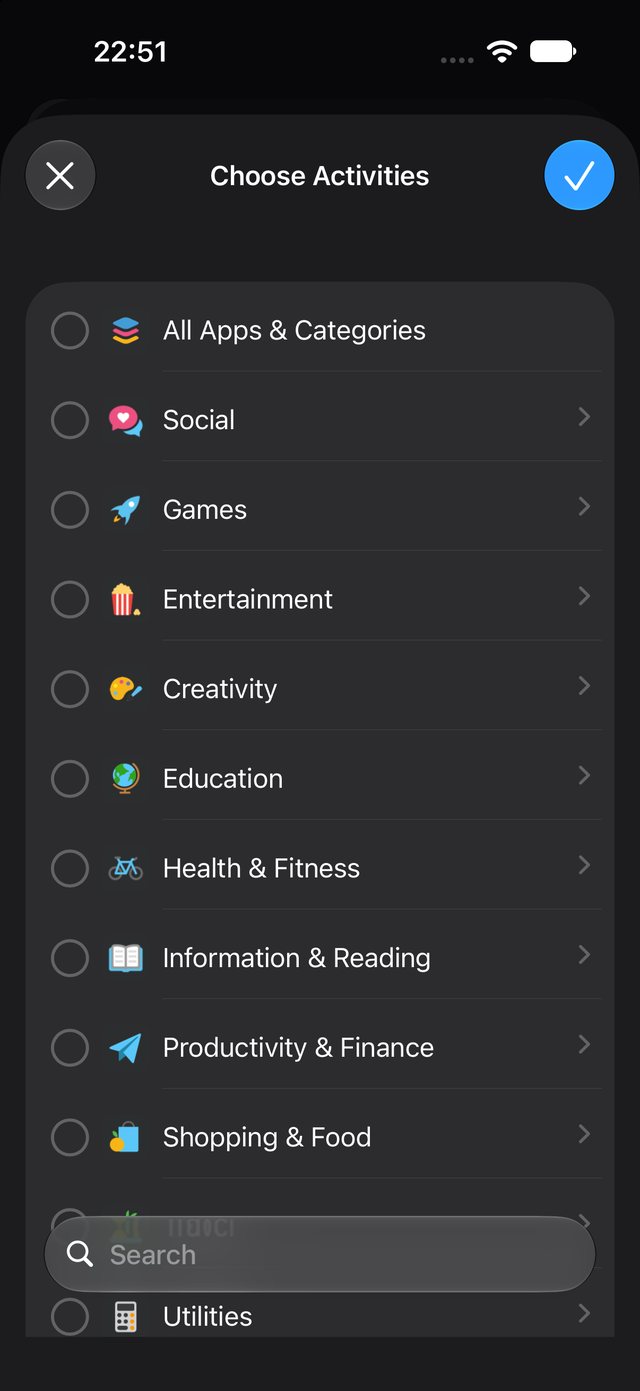 22:51
Choose Activities
All Apps & Categories
Social
Games
Entertainment
Creativity
Education
Health & Fitness
Information & Reading
Productivity & Finance
Shopping & Food
Search
Utilities